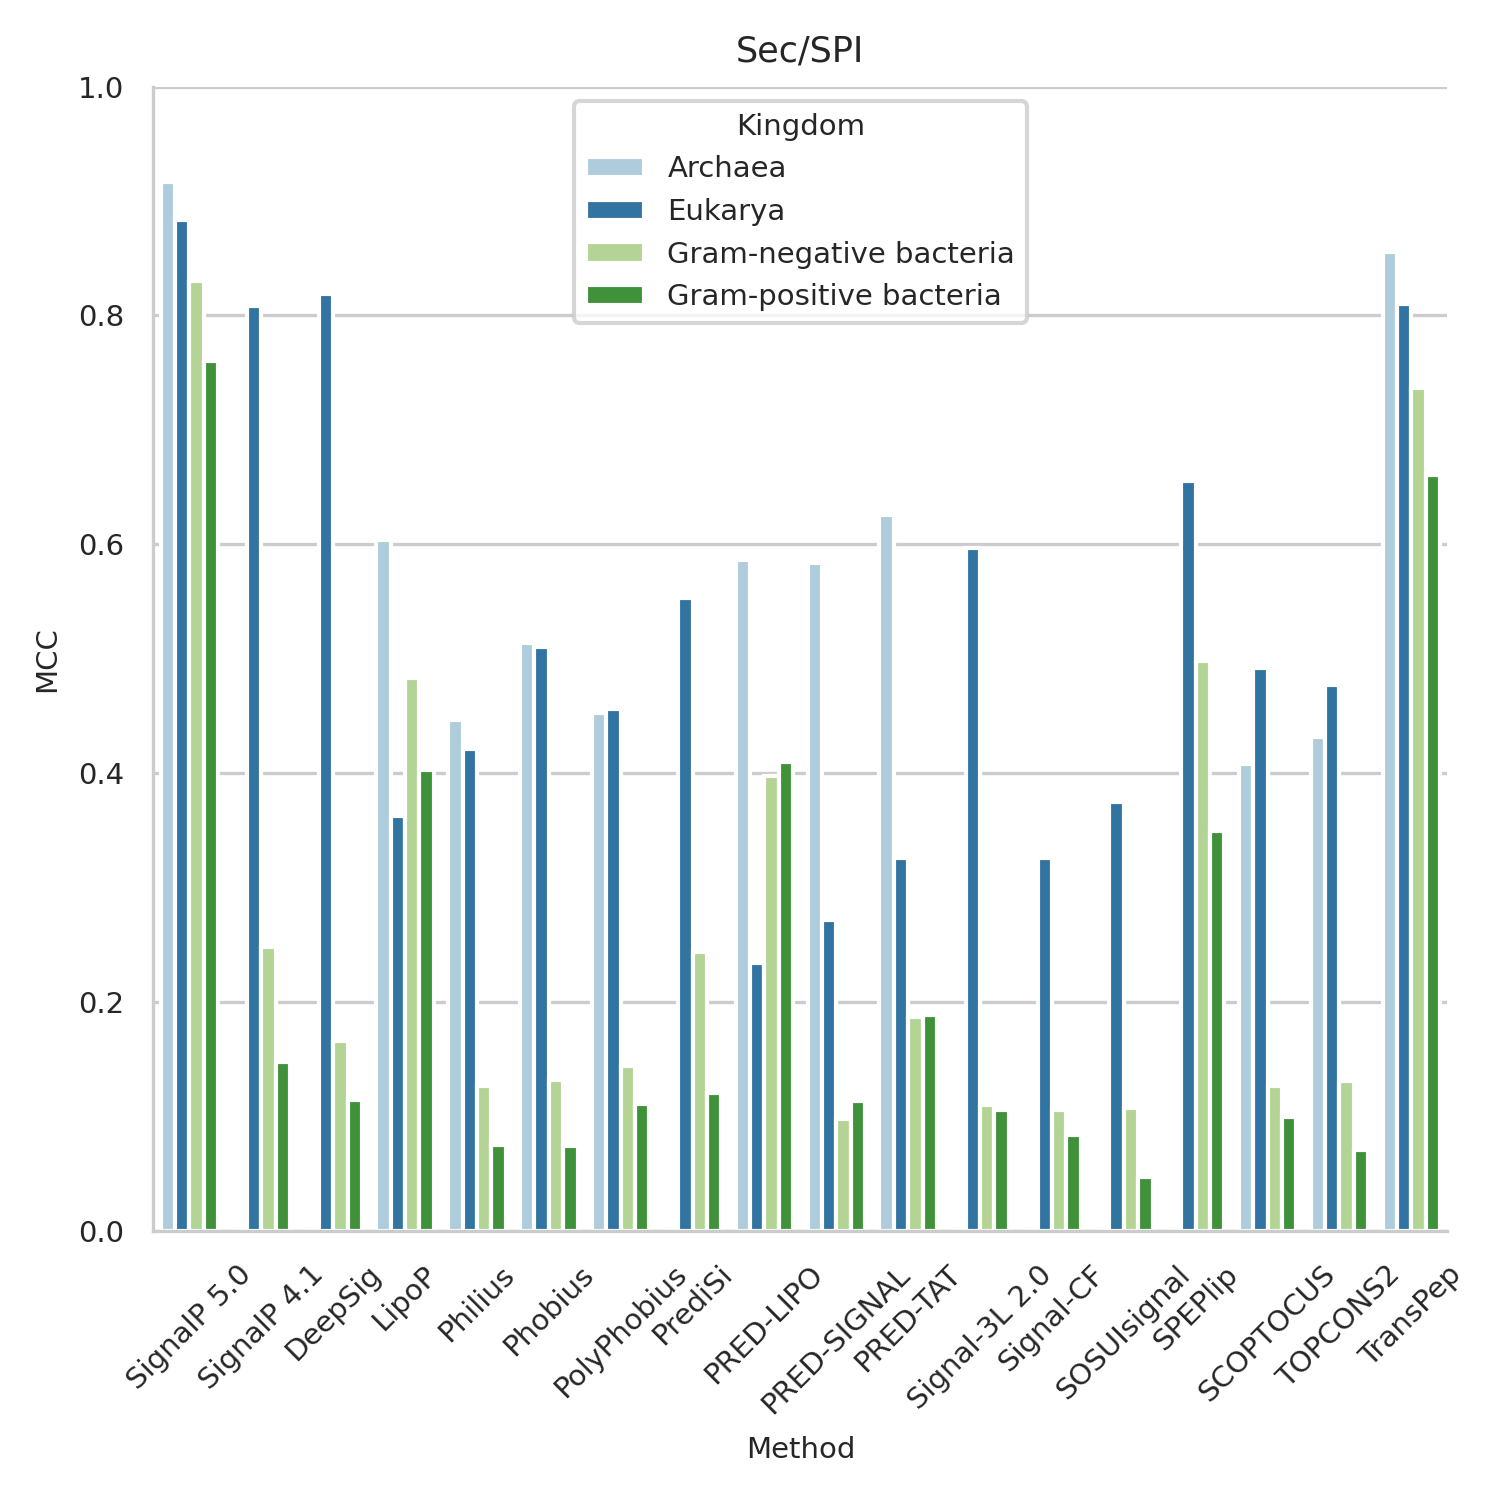 Sec/SPI
1.0
0.8
0.6
0.4
0.2
0.0
MCC
Kingdom
Archaea
Eukarya
Gram-negative bacteria
Gram-positive bacteria
SignalP 5.0
SignalP 4.1
DeepSig
LipoP
Philius
Phobius
PolyPhobius
PrediSi
PRED-LIPO
PRED-SIGNAL
PRED-TAT
Signal-3L 2.0
Signal-CF
SOSUIsignal
SPEPlip
SCOPTOCUS
TOPCONS2
TransPep
Method